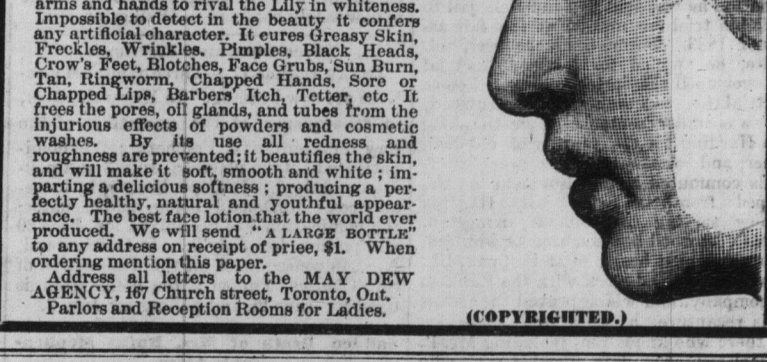 arms and hands to rival the Lily in whiteness.
Impossible to detect in the beauty it confers
any artificial character. It cures Greasy Skin,
Freckles, Wrinkles. Pimples, Black Heads,
Crow's Feet, Blotches, Face Grubs, Sun Burn,
Tan, Ringworm, Chapped Hands, Sore or
Chapped Lips, Barbers' Itch, Tetter, etc It
frees the pores, oil glands, and tubes from the
injurious effects of powders and cosmetic
washes. By its use all redness and
roughness are prevented; it beautifies the skin,
and will make it soft, smooth and white ; im-
parting a delicious softness ; producing a per-
fectly healthy, natural and youthful appear-
ance. The best face lotion that the world ever
produced. We will send "A LARGE BOTTLE"
to any address on receipt of priee, $1. When
ordering mention this paper.
Address all letters to the MAY DEW
AGENCY, 167 Church street, Toronto, Ont.
Parlors and Reception Rooms for Ladies.
(COPYRIGHTED.)